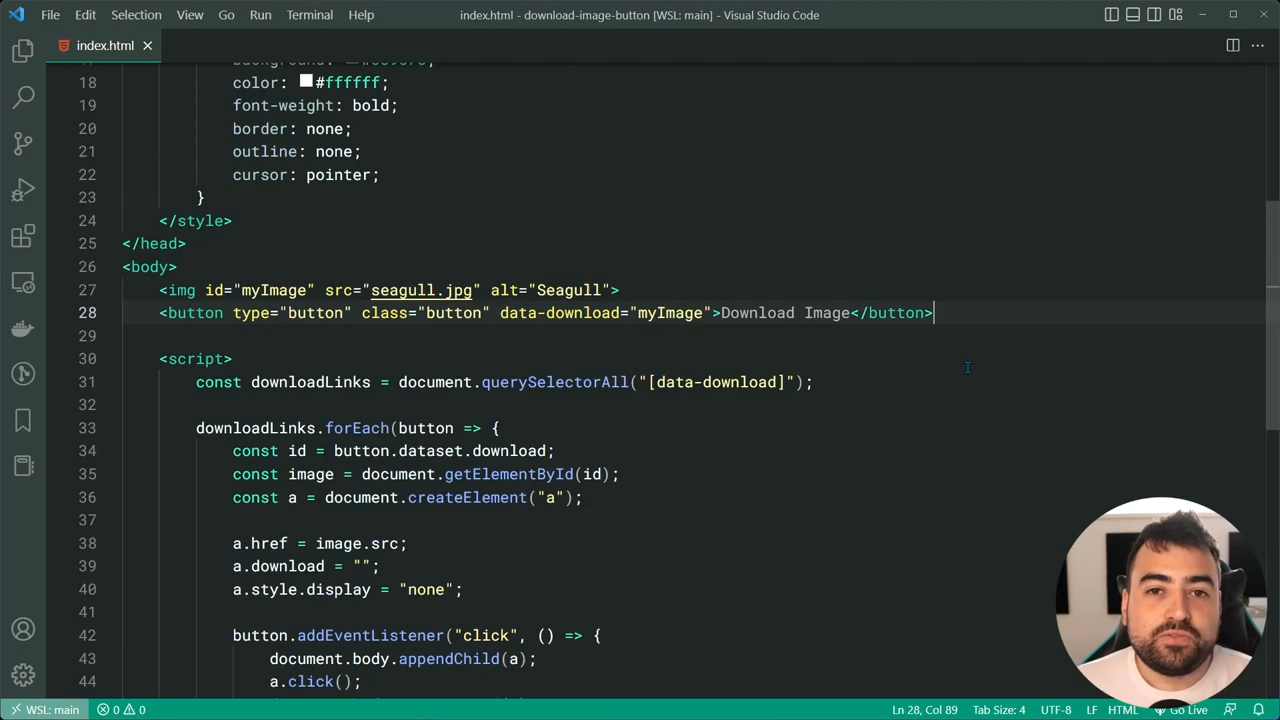 File Edit Selection View Go Run Terminal Help index.html - download-image-button [WSL: main] - Visual Studio Code
index.html
18 color: #ffffff;
19 font-weight: bold;
20 border: none;
21 outline: none;
22 cursor: pointer;
23 }
24 </style>
25 </head>
26 <body>
27 <img id="myImage" src="seagull.jpg" alt="Seagull">
28 <button type="button" class="button" data-download="myImage">Download Image</button>
29
30 <script>
31 const downloadLinks = document.querySelectorAll("[data-download]");
32
33 downloadLinks.forEach(button => {
34 const id = button.dataset.download;
35 const image = document.getElementById(id);
36 const a = document.createElement("a");
37
38 a.href = image.src;
39 a.download = "";
40 a.style.display = "none";
41
42 button.addEventListener("click", () => {
43 document.body.appendChild(a);
44 a.click();
WSL: main 0 0 Ln 28, Col 89 Tab Size: 4 UTF-8 LF HTML Go Live